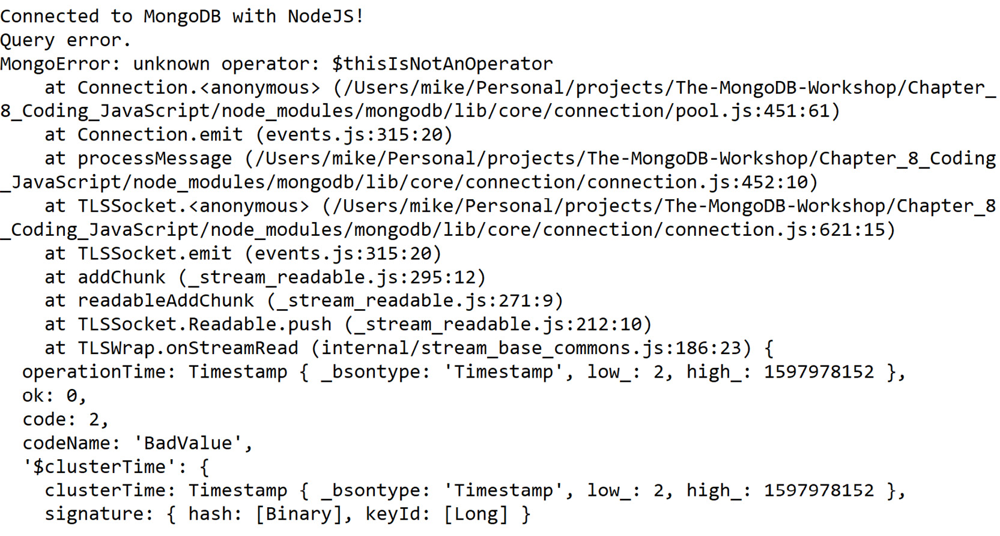 Connected to MongoDB with NodeJS!
Query error.
MongoError: unknown operator: $thisIsNotAnOperator
    at Connection.<anonymous> (/Users/mike/Personal/projects/The-MongoDB-Workshop/Chapter_
8_Coding_JavaScript/node_modules/mongodb/lib/core/connection/pool.js:451:61)
    at Connection.emit (events.js:315:20)
    at processMessage (/Users/mike/Personal/projects/The-MongoDB-Workshop/Chapter_8_Coding
_JavaScript/node_modules/mongodb/lib/core/connection/connection.js:452:10)
    at TLSSocket.<anonymous> (/Users/mike/Personal/projects/The-MongoDB-Workshop/Chapter_8
_Coding_JavaScript/node_modules/mongodb/lib/core/connection/connection.js:621:15)
    at TLSSocket.emit (events.js:315:20)
    at addChunk (_stream_readable.js:295:12)
    at readableAddChunk (_stream_readable.js:271:9)
    at TLSSocket.Readable.push (_stream_readable.js:212:10)
    at TLSWrap.onStreamRead (internal/stream_base_commons.js:186:23) {
  operationTime: Timestamp { _bsontype: 'Timestamp', low_: 2, high_: 1597978152 },
  ok: 0,
  code: 2,
  codeName: 'BadValue',
  '$clusterTime': {
    clusterTime: Timestamp { _bsontype: 'Timestamp', low_: 2, high_: 1597978152 },
    signature: { hash: [Binary], keyId: [Long] }